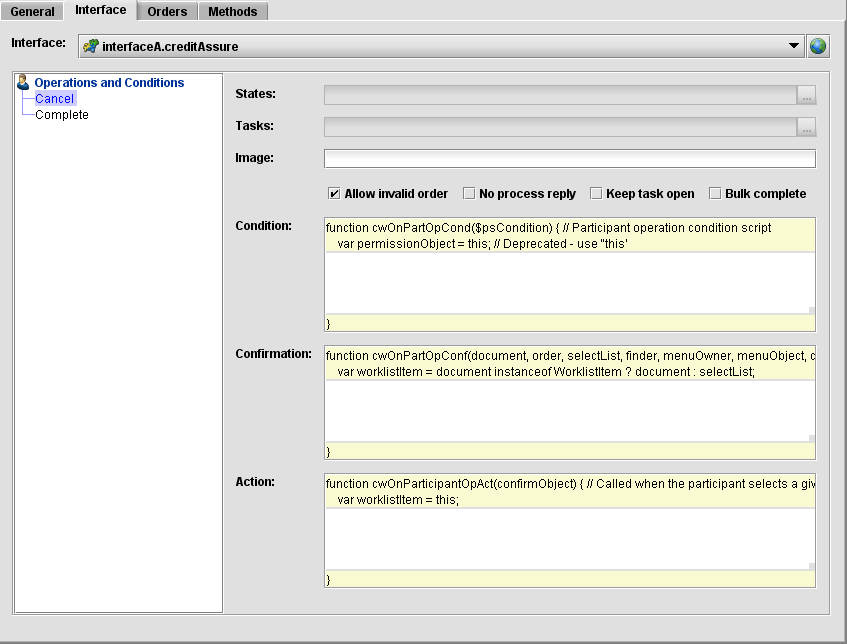 General Interface Orders Methods
Interface: interfaceA.creditAssure
Operations and Conditions
Cancel
Complete
States: ...
Tasks: ...
Image:
Allow invalid order No process reply Keep task open Bulk complete
Condition:
function cwOnPartOpCond($psCondition) { // Participant operation condition script
var permissionObject = this; // Deprecated - use "this'
}
Confirmation:
function cwOnPartOpConf(document, order, selectList, finder, menuOwner, menuObject, c
var worklistItem = document instanceof WorklistItem ? document : selectList;
}
Action:
function cwOnParticipantOpAct(confirmObject) { // Called when the participant selects a giv
var worklistItem = this;
}